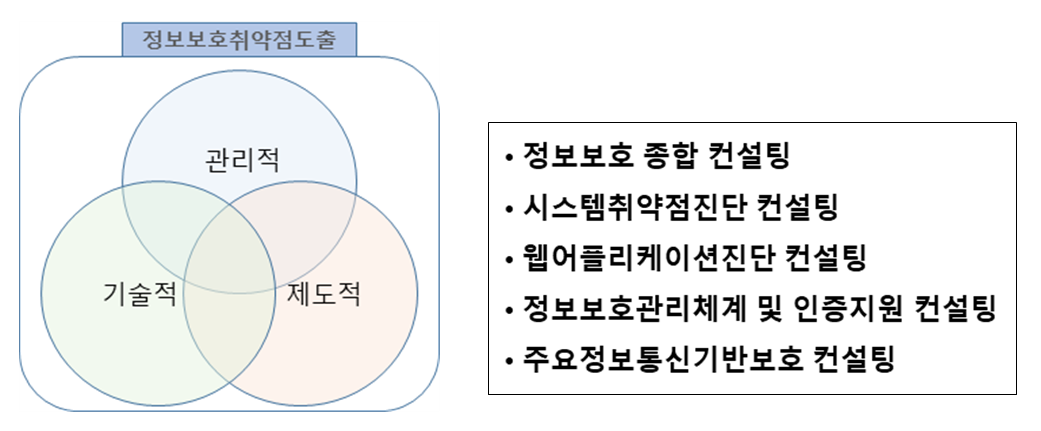 정보보호취약점도출
관리적
기술적
제도적
• 정보보호 종합 컨설팅
• 시스템취약점진단 컨설팅
• 웹어플리케이션진단 컨설팅
• 정보보호관리체계 및 인증지원 컨설팅
• 주요정보통신기반보호 컨설팅